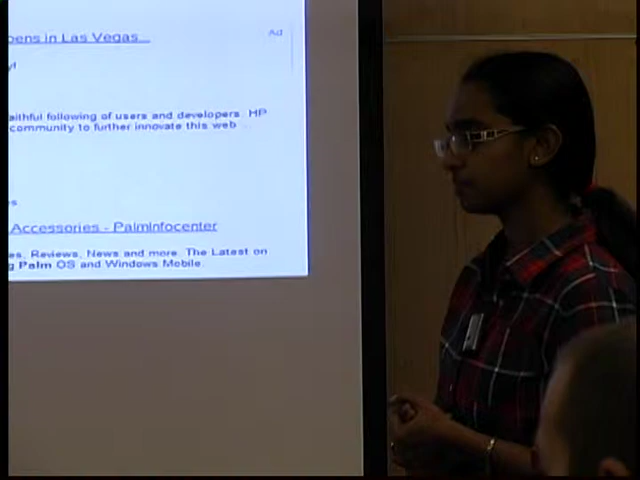 pens in Las Vegas...
Ad
y!
aithful following of users and developers. HP
community to further innovate this web
es
Accessories - PalmInfocenter
es, Reviews, News and more. The Latest on
g Palm OS and Windows Mobile.